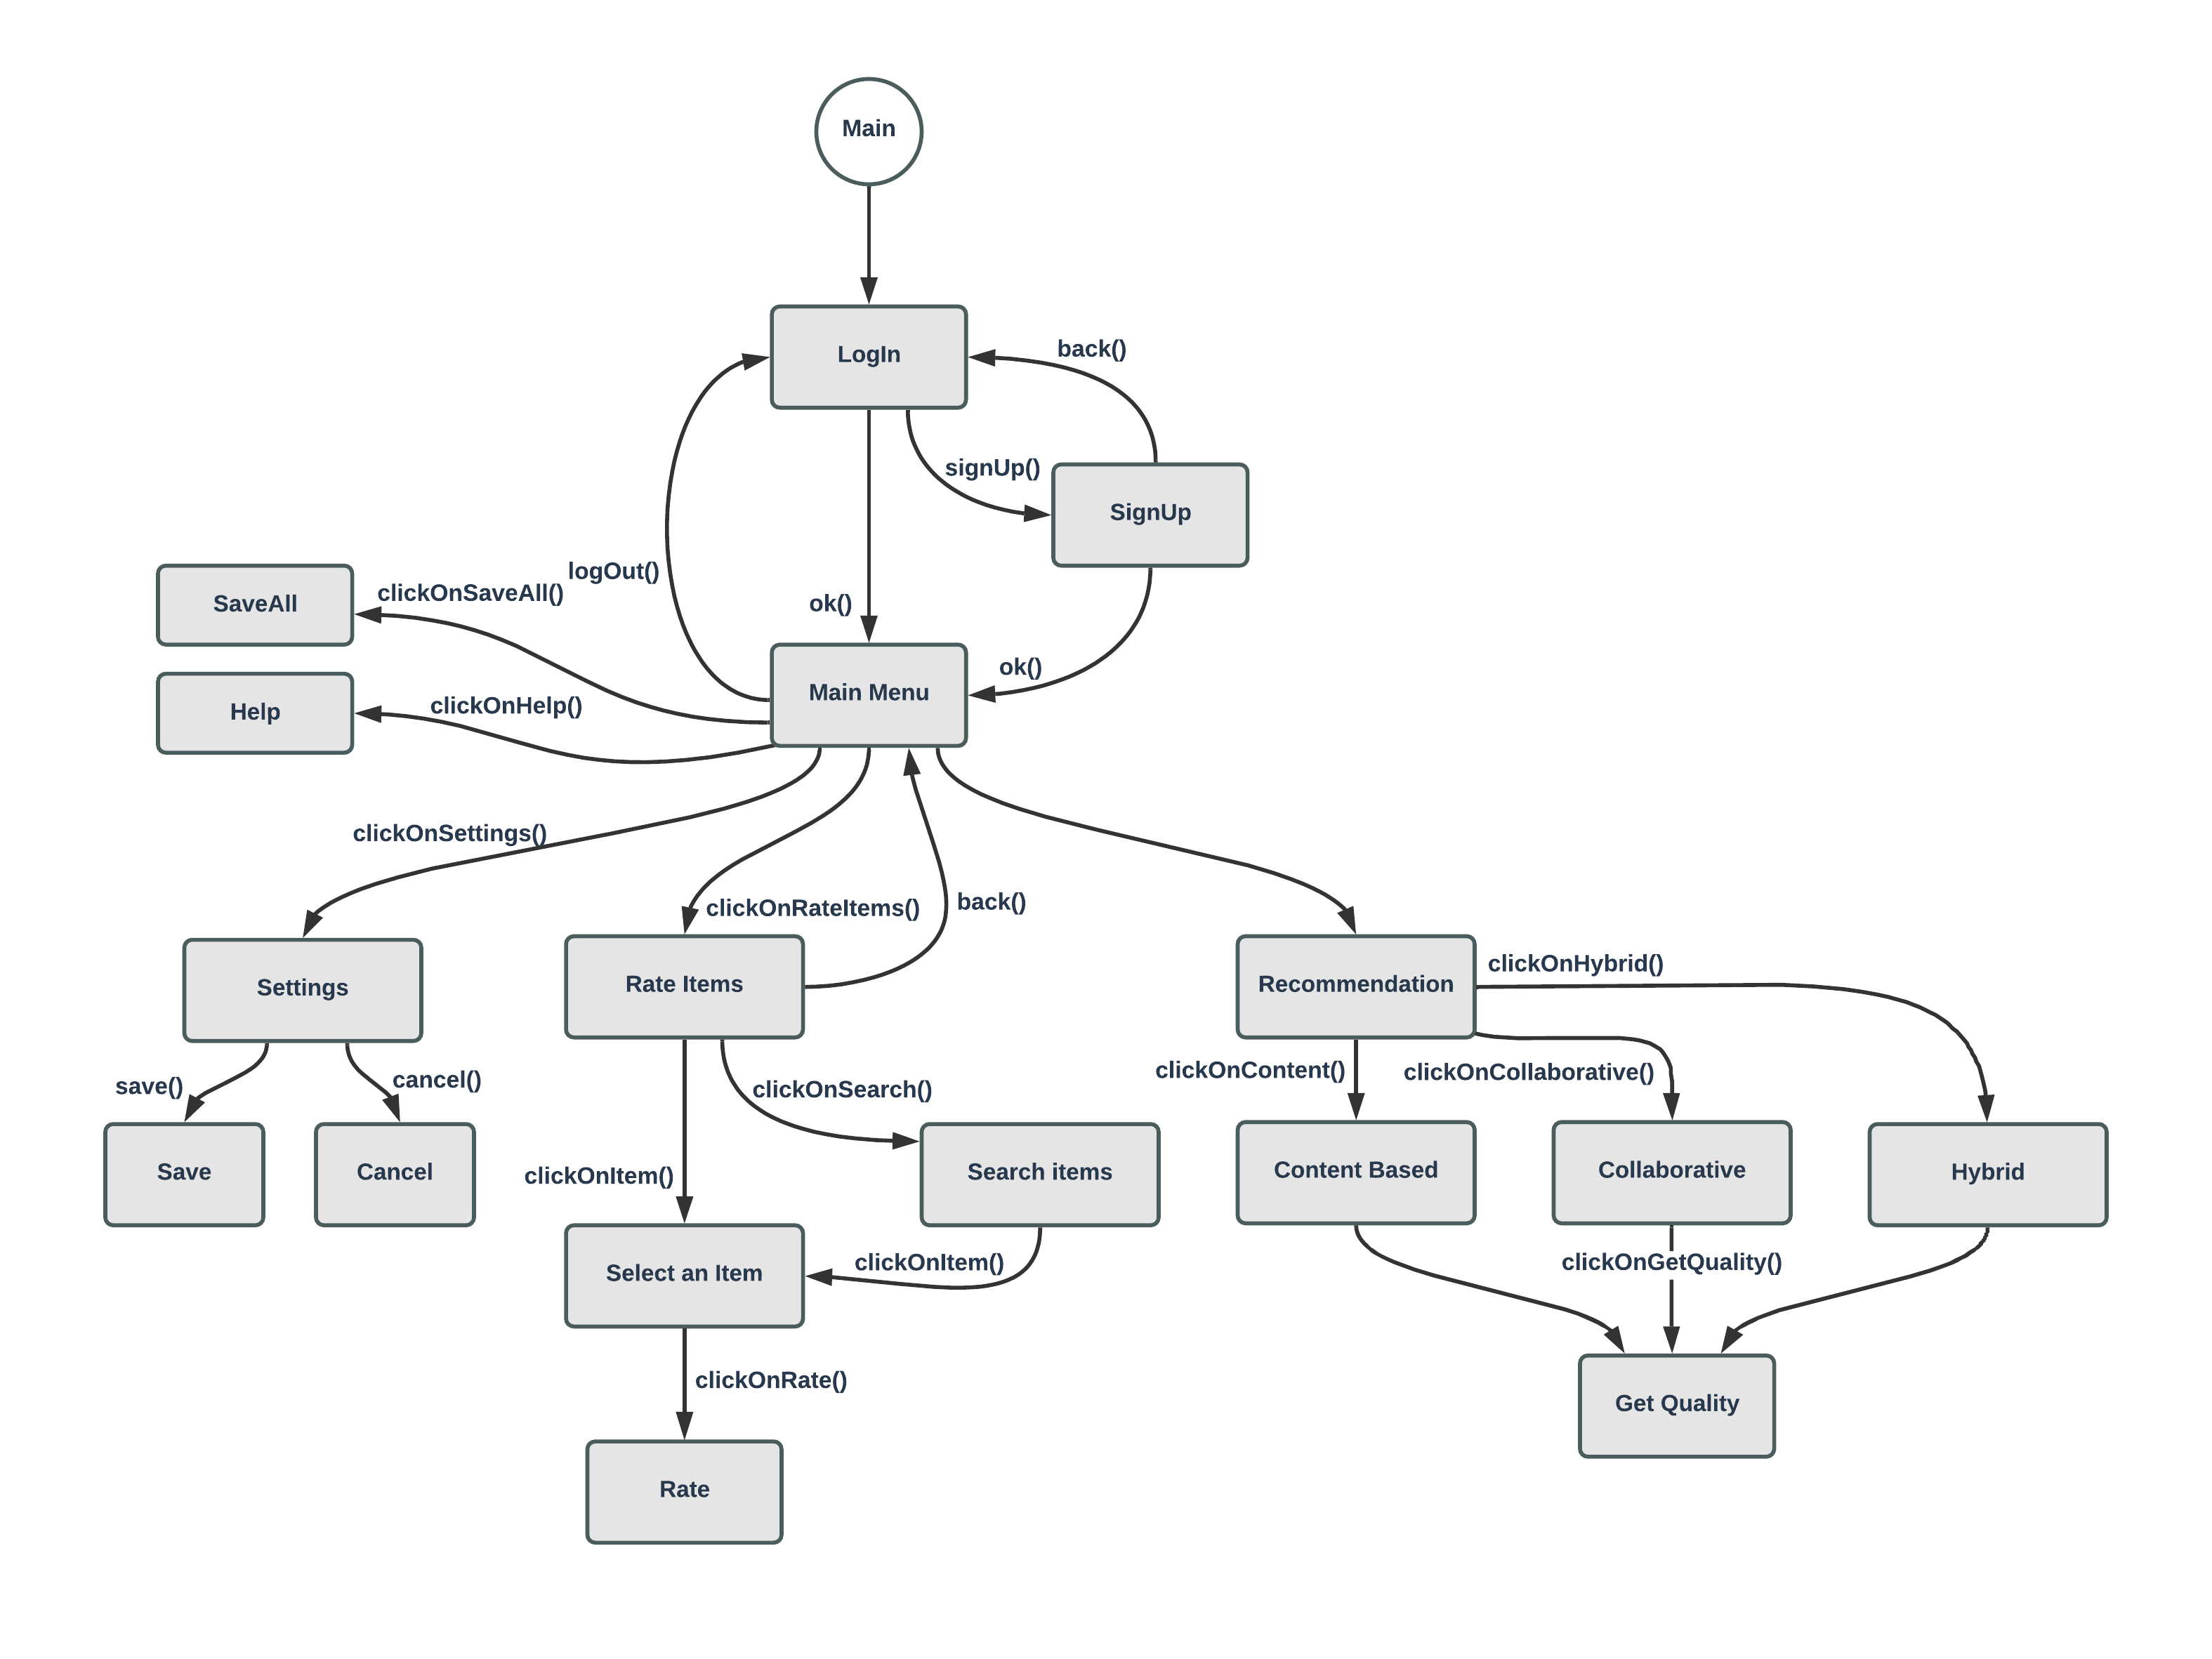 Main
LogIn
back()
signUp()
SignUp
logOut()
clickOnSaveAll()
SaveAll
ok()
ok()
Main Menu
Help
clickOnHelp()
clickOnSettings()
clickOnRateItems()
back()
Settings
Rate Items
Recommendation
clickOnHybrid()
save()
cancel()
clickOnSearch()
clickOnContent()
clickOnCollaborative()
Save
Cancel
clickOnItem()
Search items
Content Based
Collaborative
Hybrid
Select an Item
clickOnItem()
clickOnGetQuality()
clickOnRate()
Get Quality
Rate